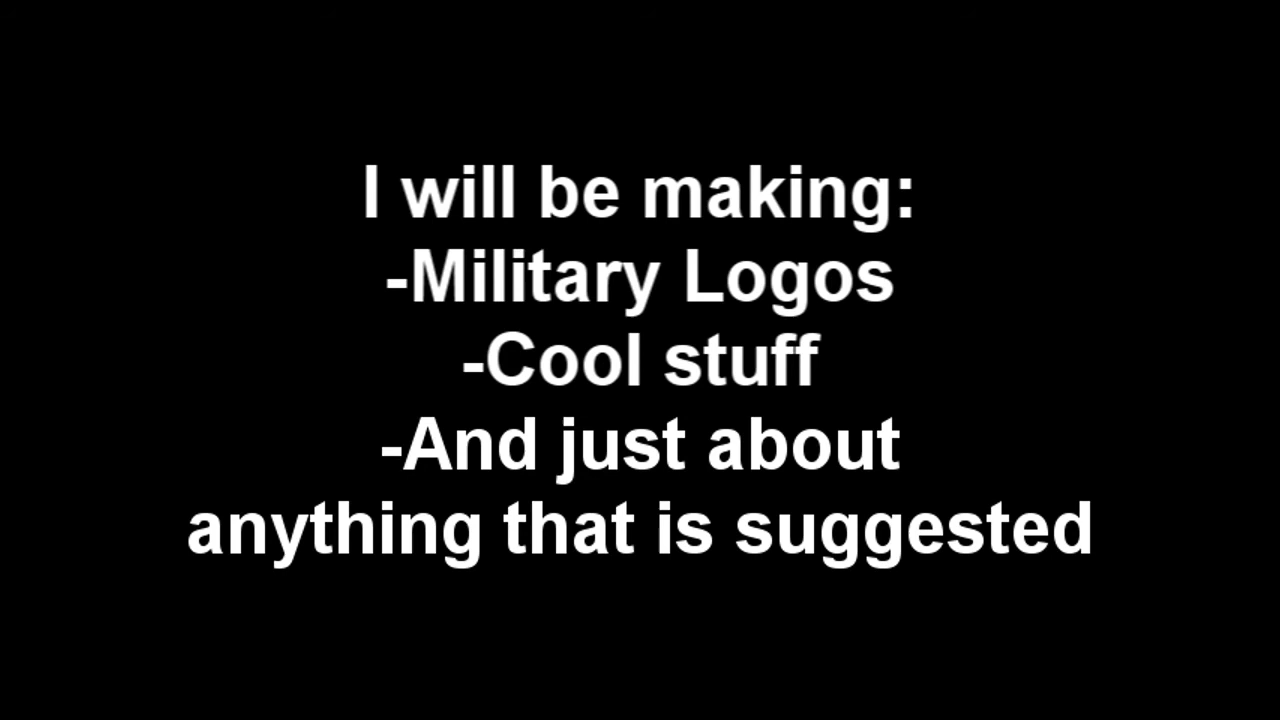 I will be making:
-Military Logos
-Cool stuff
-And just about
anything that is suggested